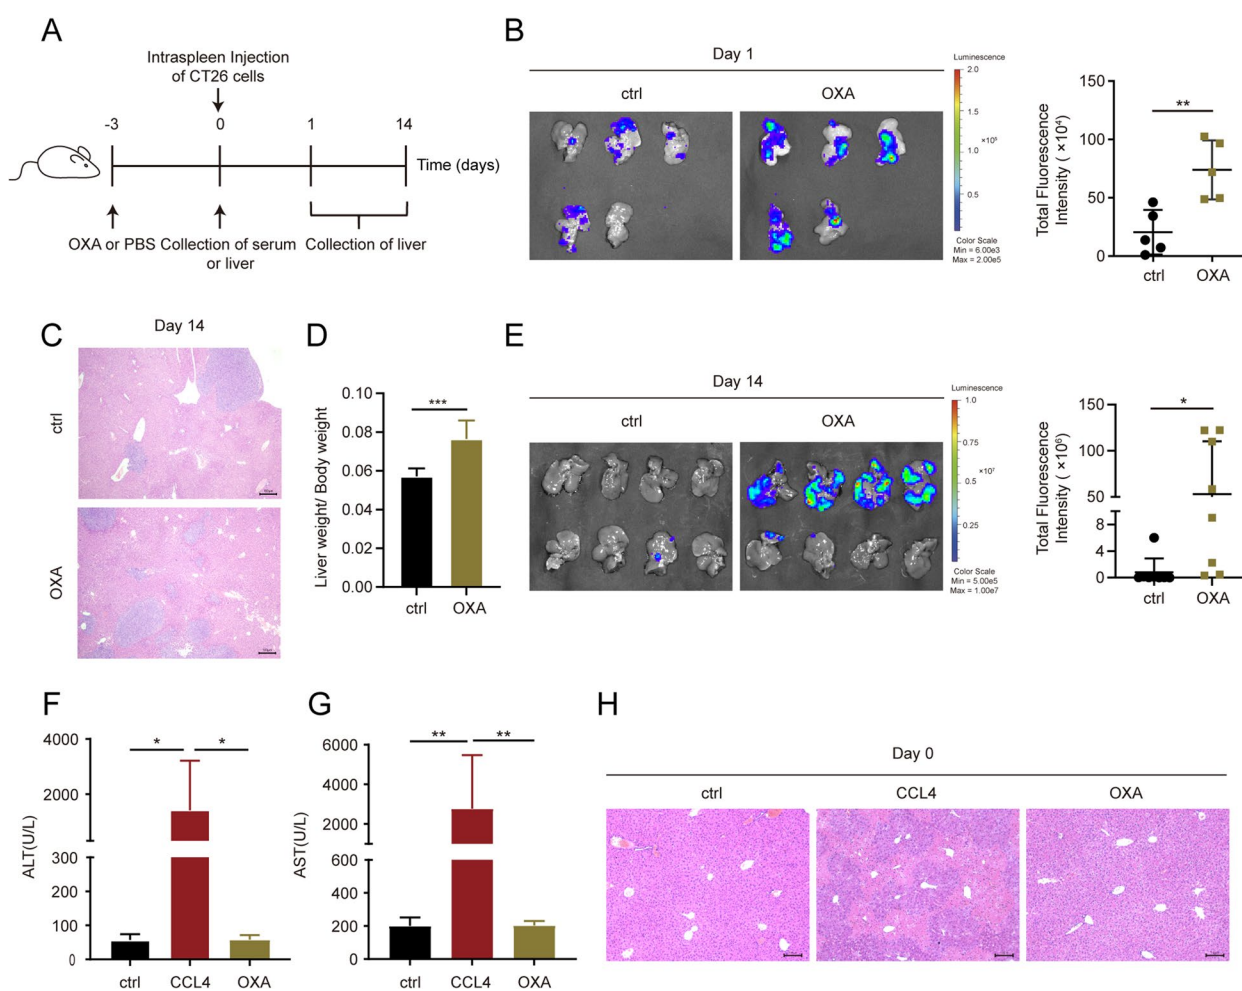 A
Intraspleen Injection
of CT26 cells
-3
0
1
14
Time (days)
OXA or PBS
Collection of serum
or liver
Collection of liver
B
Day 1
ctrl
OXA
Luminescence
2.0
1.5
×10⁵
1.0
0.5
Color Scale
Min = 6.00e3
Max = 2.00e5
Total Fluorescence
Intensity ( ×10⁴)
150
100
50
0
**
ctrl
OXA
C
Day 14
ctrl
OXA
D
Liver weight/ Body weight
0.10
0.08
0.06
0.04
0.02
0.00
***
ctrl
OXA
E
Day 14
ctrl
OXA
Luminescence
1.0
0.75
×10⁷
0.5
0.25
Color Scale
Min = 5.00e5
Max = 1.00e7
Total Fluorescence
Intensity ( ×10⁶)
150
100
50
8
4
0
*
ctrl
OXA
F
ALT(U/L)
4000
2000
300
200
100
0
*
*
ctrl
CCL4
OXA
G
AST(U/L)
6000
4000
2000
600
400
200
0
**
**
ctrl
CCL4
OXA
H
Day 0
ctrl
CCL4
OXA